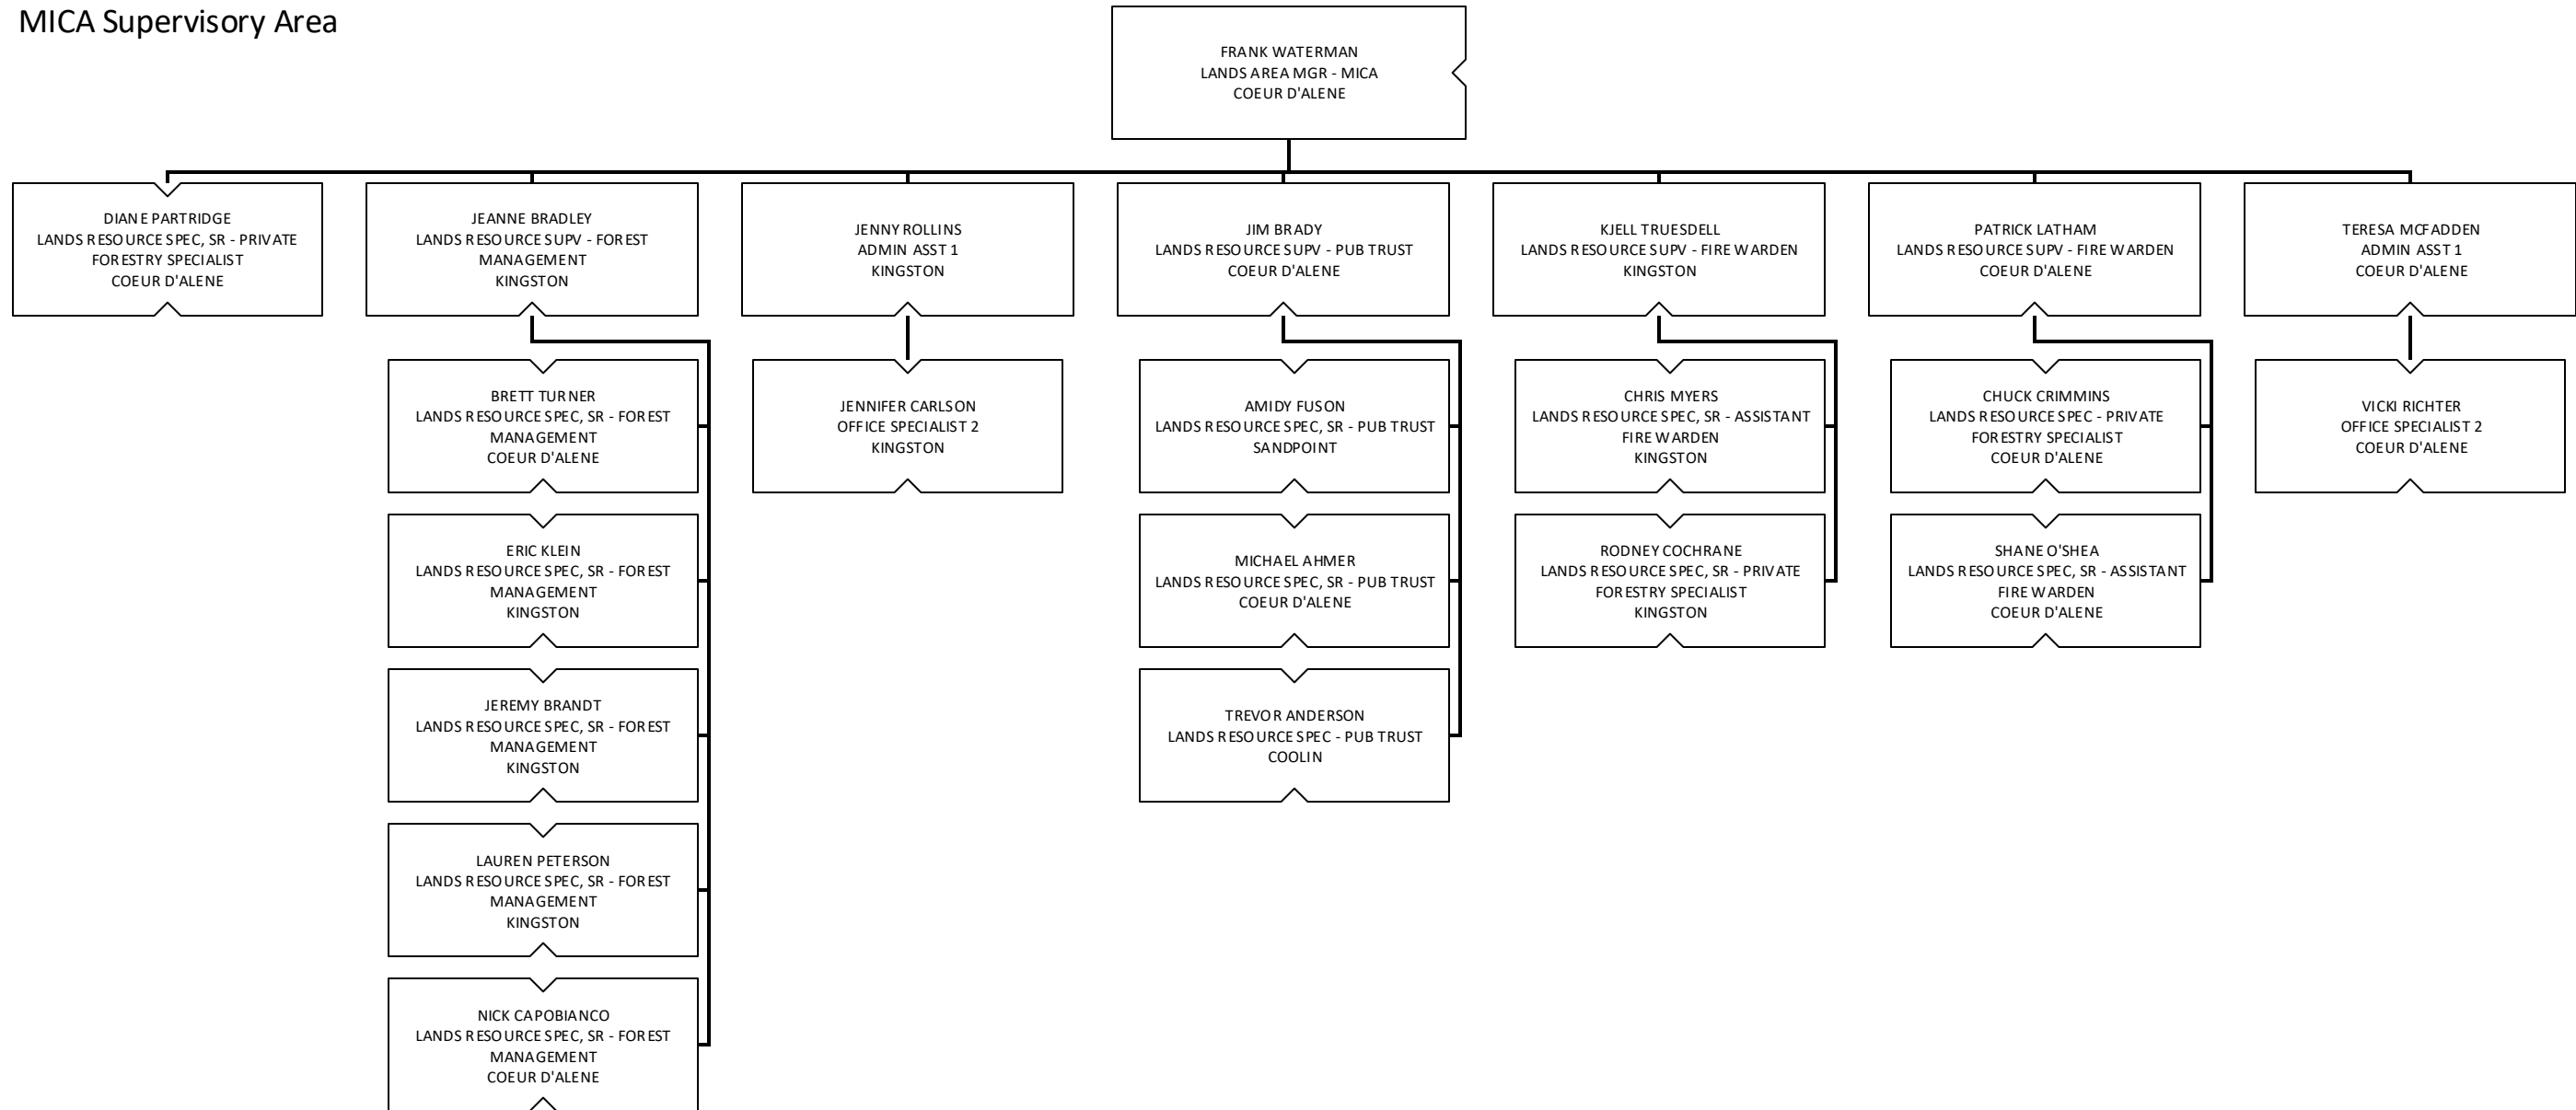 MICA Supervisory Area
FRANK WATERMAN
LANDS AREA MGR - MICA
COEUR D'ALENE
DIANE PARTRIDGE
LANDS RESOURCE SPEC, SR - PRIVATE
FORESTRY SPECIALIST
COEUR D'ALENE
JEANNE BRADLEY
LANDS RESOURCE SUPV - FOREST
MANAGEMENT
KINGSTON
JENNY ROLLINS
ADMIN ASST 1
KINGSTON
JIM BRADY
LANDS RESOURCE SUPV - PUB TRUST
COEUR D'ALENE
KJELL TRUESDELL
LANDS RESOURCE SUPV - FIRE WARDEN
KINGSTON
PATRICK LATHAM
LANDS RESOURCE SUPV - FIRE WARDEN
COEUR D'ALENE
TERESA MCFADDEN
ADMIN ASST 1
COEUR D'ALENE
BRETT TURNER
LANDS RESOURCE SPEC, SR - FOREST
MANAGEMENT
COEUR D'ALENE
JENNIFER CARLSON
OFFICE SPECIALIST 2
KINGSTON
AMIDY FUSON
LANDS RESOURCE SPEC, SR - PUB TRUST
SANDPOINT
CHRIS MYERS
LANDS RESOURCE SPEC, SR - ASSISTANT
FIRE WARDEN
KINGSTON
CHUCK CRIMMINS
LANDS RESOURCE SPEC - PRIVATE
FORESTRY SPECIALIST
COEUR D'ALENE
VICKI RICHTER
OFFICE SPECIALIST 2
COEUR D'ALENE
ERIC KLEIN
LANDS RESOURCE SPEC, SR - FOREST
MANAGEMENT
KINGSTON
MICHAEL AHMER
LANDS RESOURCE SPEC, SR - PUB TRUST
COEUR D'ALENE
RODNEY COCHRANE
LANDS RESOURCE SPEC, SR - PRIVATE
FORESTRY SPECIALIST
KINGSTON
SHANE O'SHEA
LANDS RESOURCE SPEC, SR - ASSISTANT
FIRE WARDEN
COEUR D'ALENE
JEREMY BRANDT
LANDS RESOURCE SPEC, SR - FOREST
MANAGEMENT
KINGSTON
TREVOR ANDERSON
LANDS RESOURCE SPEC - PUB TRUST
COOLIN
LAUREN PETERSON
LANDS RESOURCE SPEC, SR - FOREST
MANAGEMENT
KINGSTON
NICK CAPOBIANCO
LANDS RESOURCE SPEC, SR - FOREST
MANAGEMENT
COEUR D'ALENE